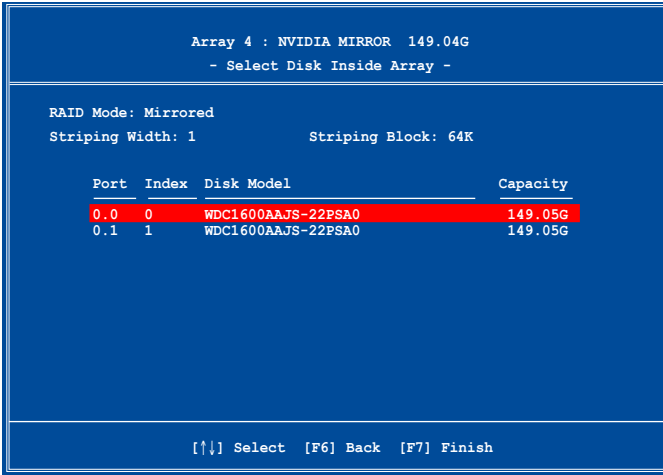 Array 4 : NVIDIA MIRROR 149.04G
- Select Disk Inside Array -
RAID Mode: Mirrored
Striping Width: 1 Striping Block: 64K
Port Index Disk Model Capacity
0.0 0 WDC1600AAJS-22PSA0 149.05G
0.1 1 WDC1600AAJS-22PSA0 149.05G
[↑↓] Select [F6] Back [F7] Finish